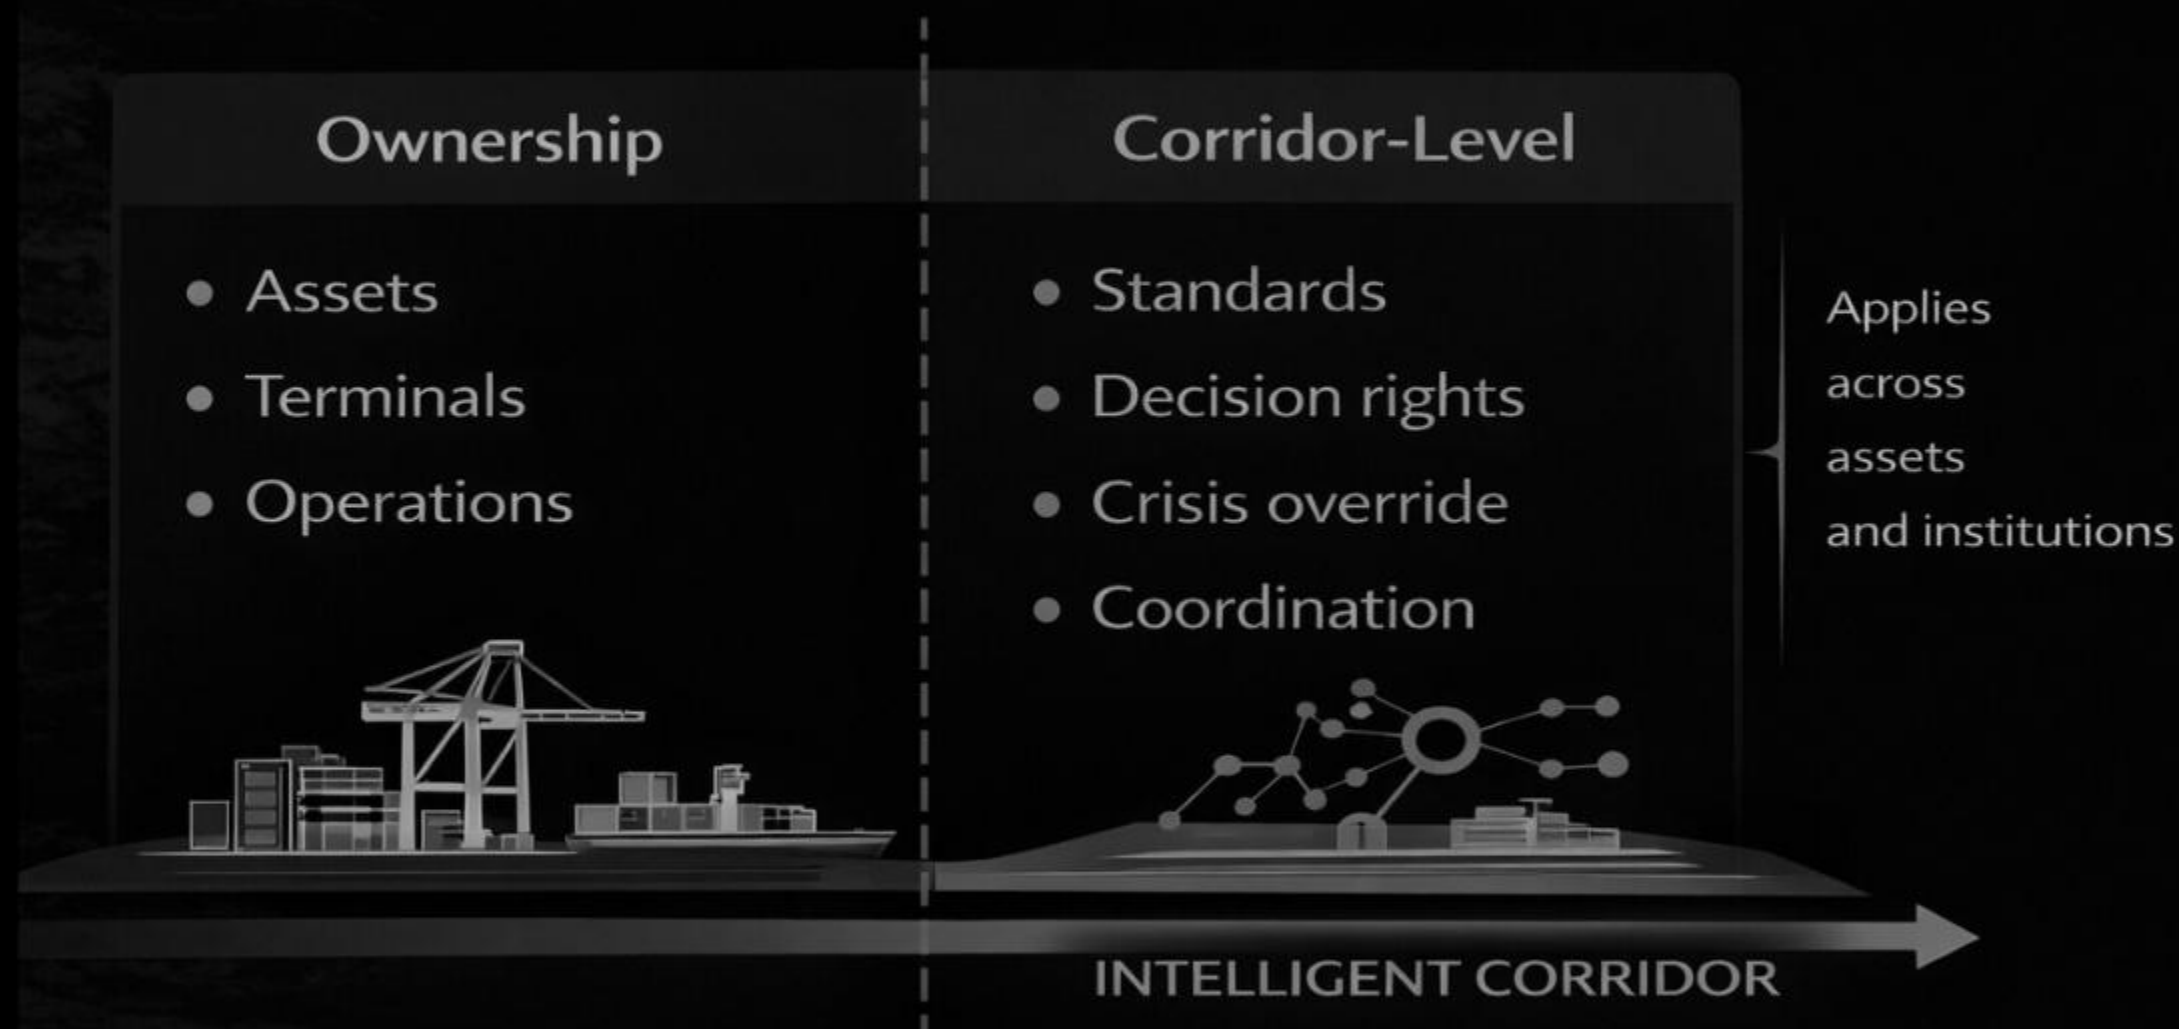 Ownership
Assets
Terminals
Operations
Corridor-Level
Standards
Decision rights
Crisis override
Coordination
Applies
across
assets
and institutions
INTELLIGENT CORRIDOR